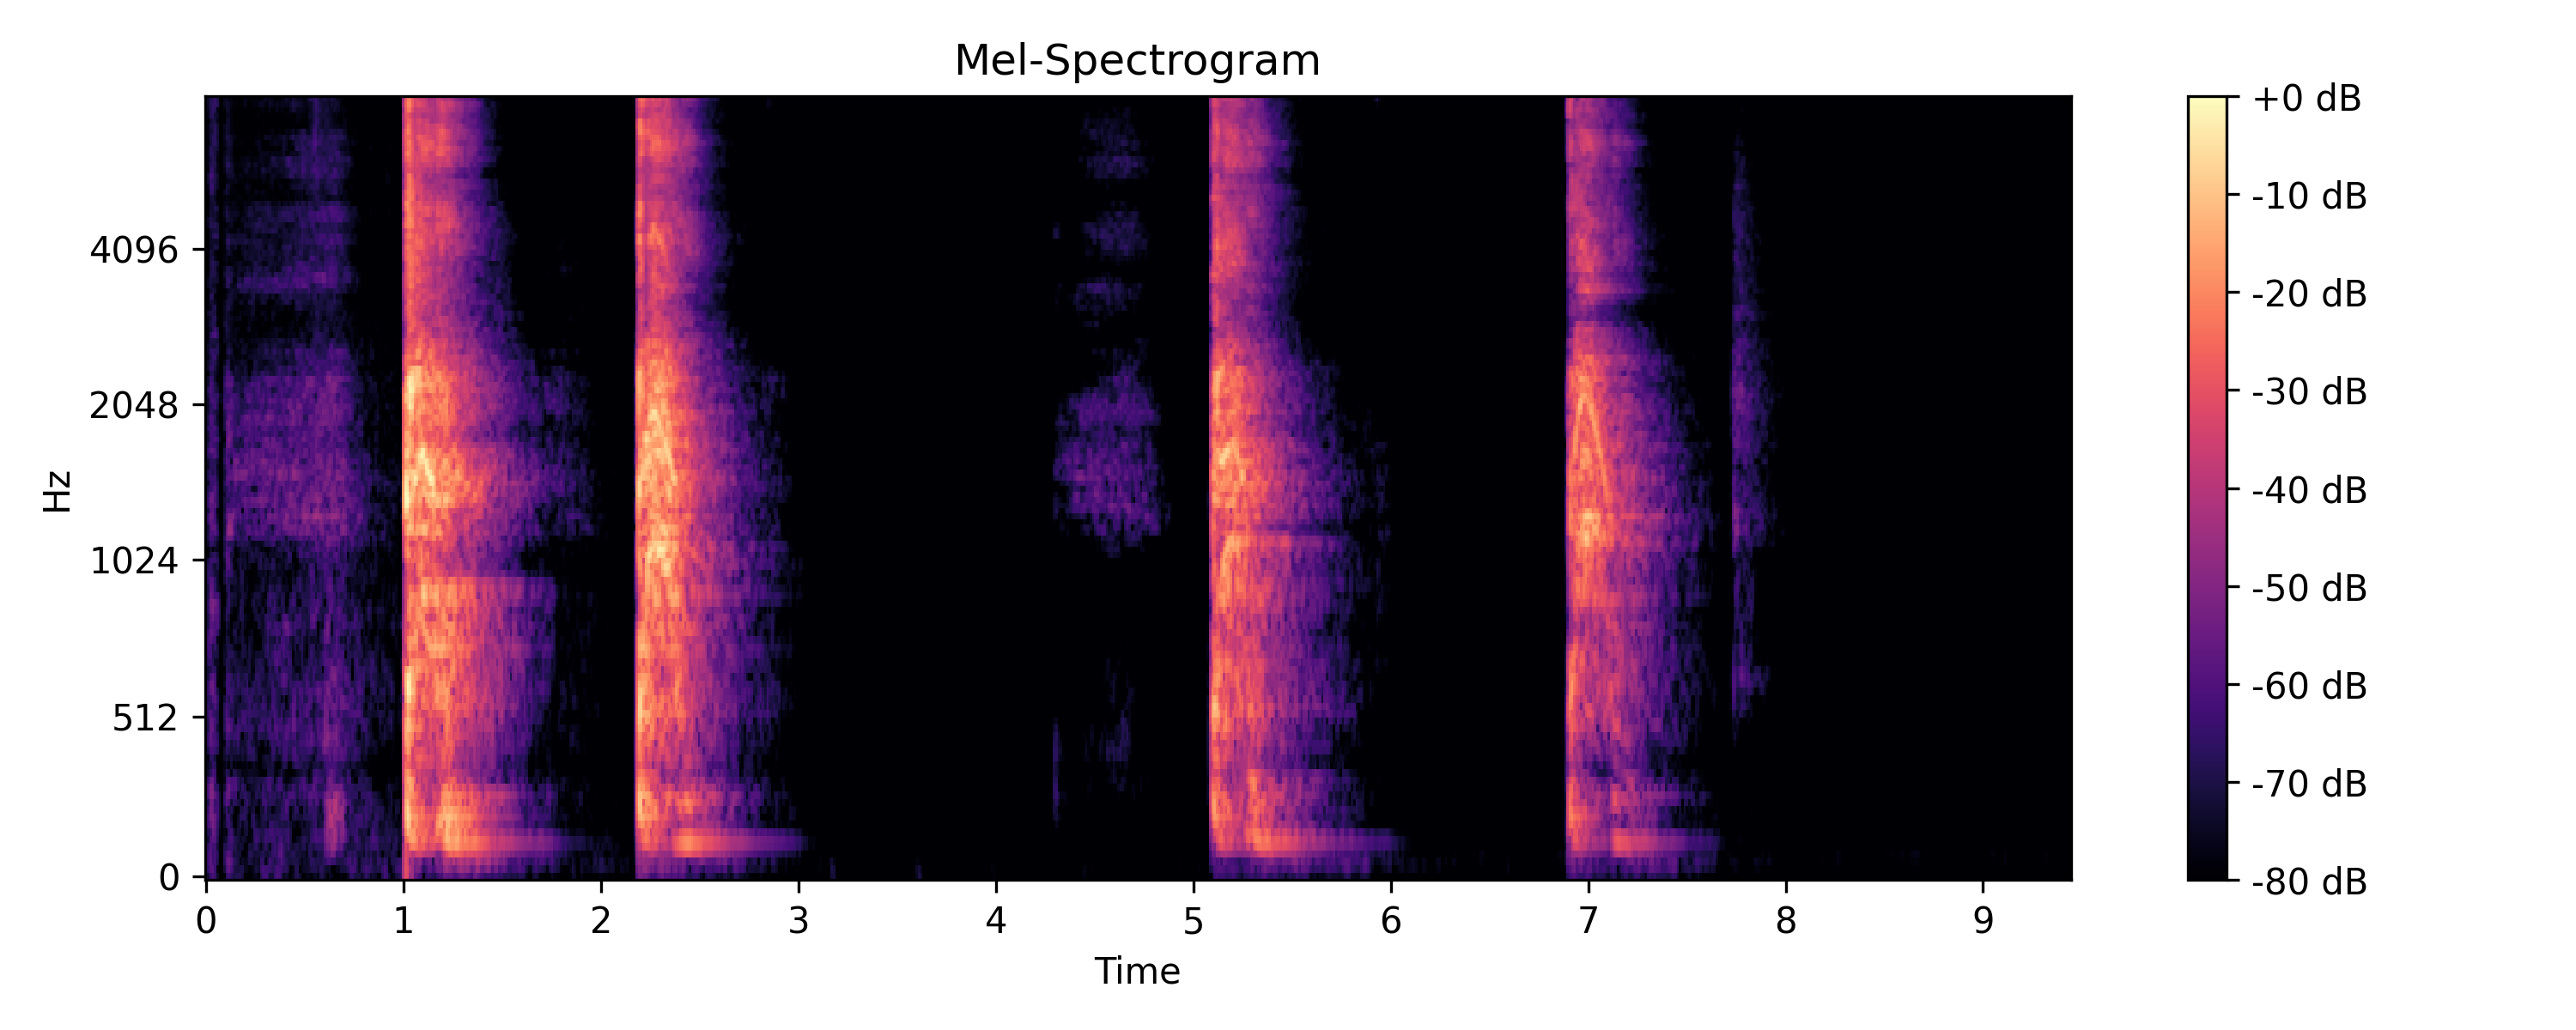 Mel-Spectrogram
Hz
4096
2048
1024
512
0
0 1 2 3 4 5 6 7 8 9
Time
+0 dB
-10 dB
-20 dB
-30 dB
-40 dB
-50 dB
-60 dB
-70 dB
-80 dB